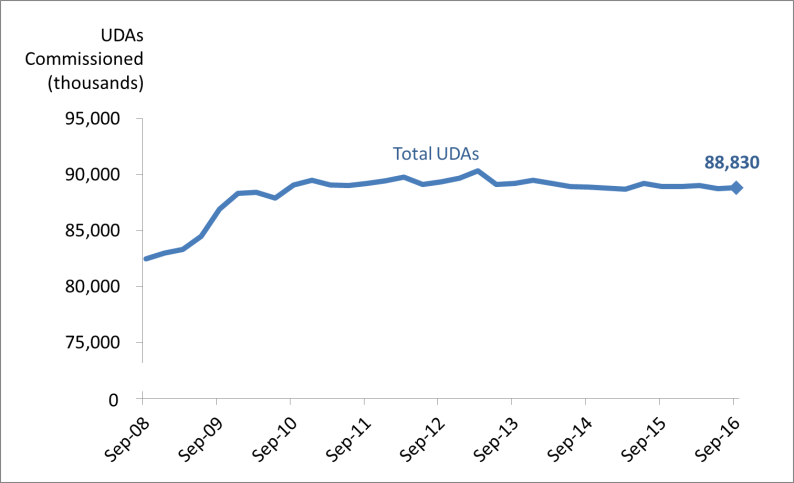 UDAs
Commissioned
(thousands)
95,000
Total UDAs
88,830
90,000
85,000
80,000
75,000
0
Sep-08
Sep-09
Sep-10
Sep-11
Sep-12
Sep-13
Sep-14
Sep-15
Sep-16